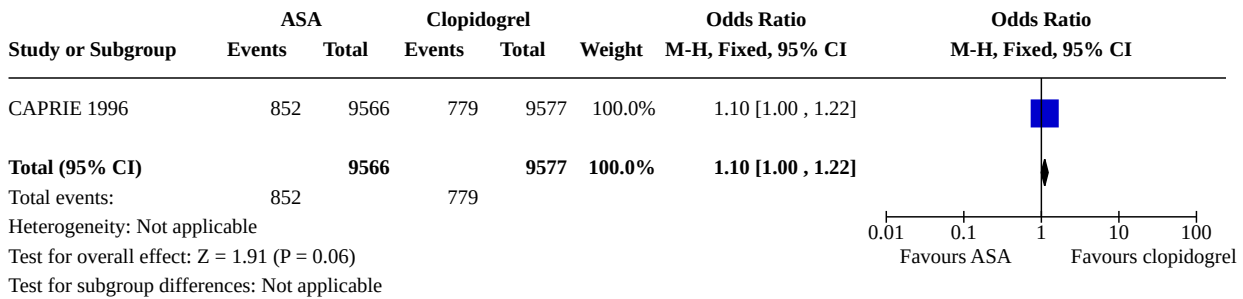 ASA Clopidogrel Odds Ratio Odds Ratio
Study or Subgroup Events Total Events Total Weight M-H, Fixed, 95% CI M-H, Fixed, 95% CI
CAPRIE 1996 852 9566 779 9577 100.0% 1.10 [1.00 , 1.22]
Total (95% CI) 9566 9577 100.0% 1.10 [1.00 , 1.22]
Total events: 852 779
Heterogeneity: Not applicable
0.01 0.1 1 10 100
Test for overall effect: Z = 1.91 (P = 0.06)
Favours ASA Favours clopidogrel
Test for subgroup differences: Not applicable